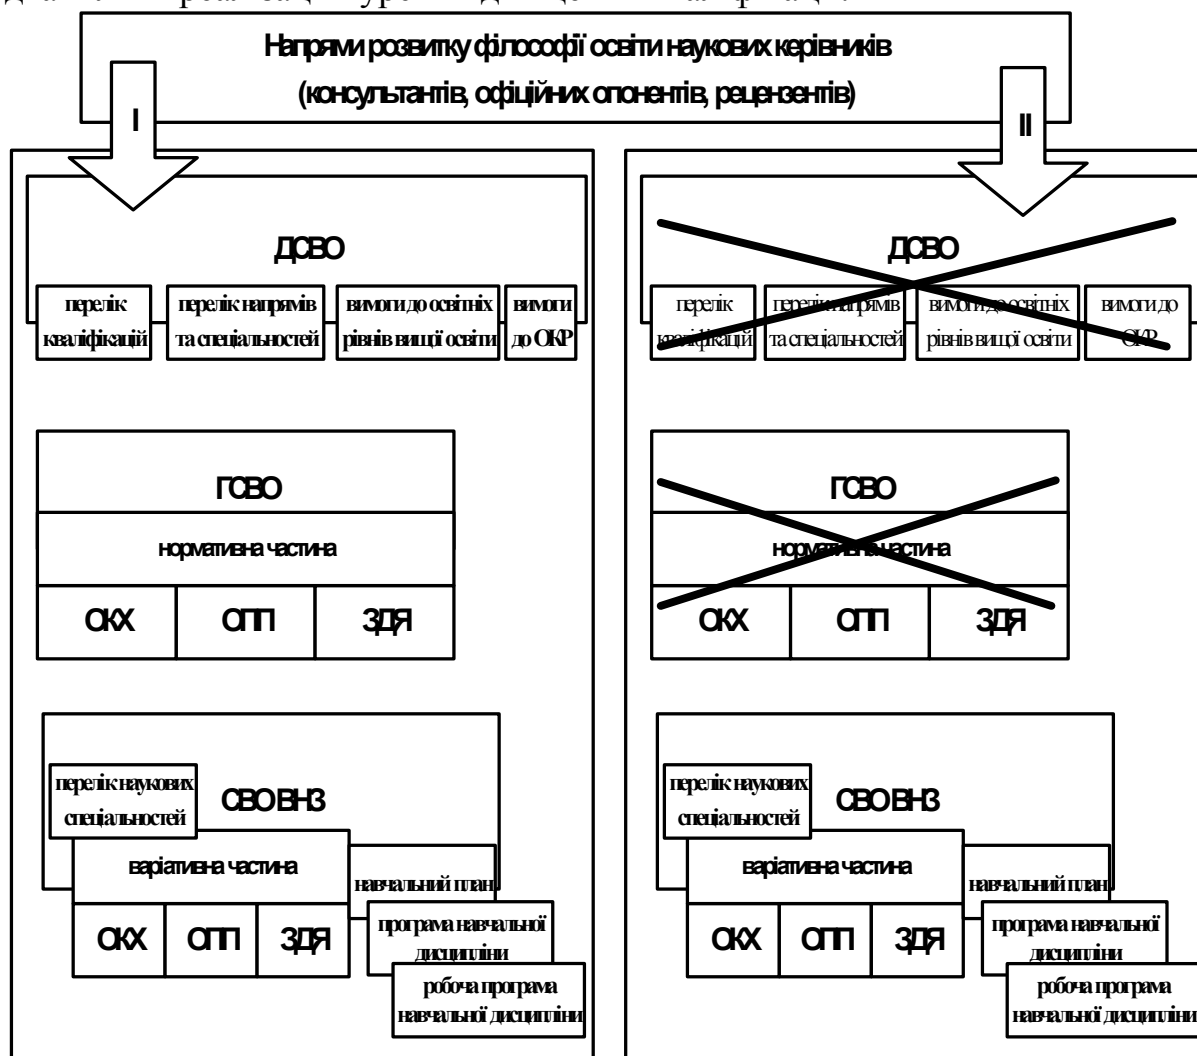 Напрями розвитку філософії освіти наукових керівників
(консультантів, офіційних опонентів, рецензентів)
І
ІІ
ДСВО
перелік
кваліфікацій
перелік напрямів
та спеціальностей
вимоги до освітніх
рівнів вищої освіти
вимоги
до ОКР
ГСВО
нормативна частина
ОКХ
ОПП
ЗДЯ
перелік наукових
спеціальностей
СВО ВНЗ
варіативна частина
навчальний план
ОКХ
ОПП
ЗДЯ
програма навчальної
дисципліни
робоча програма
навчальної дисципліни
ДСВО
перелік
кваліфікацій
перелік напрямів
та спеціальностей
вимоги до освітніх
рівнів вищої освіти
вимоги до
ОКР
ГСВО
нормативна частина
ОКХ
ОПП
ЗДЯ
перелік наукових
спеціальностей
СВО ВНЗ
варіативна частина
навчальний план
ОКХ
ОПП
ЗДЯ
програма навчальної
дисципліни
робоча програма
навчальної дисципліни